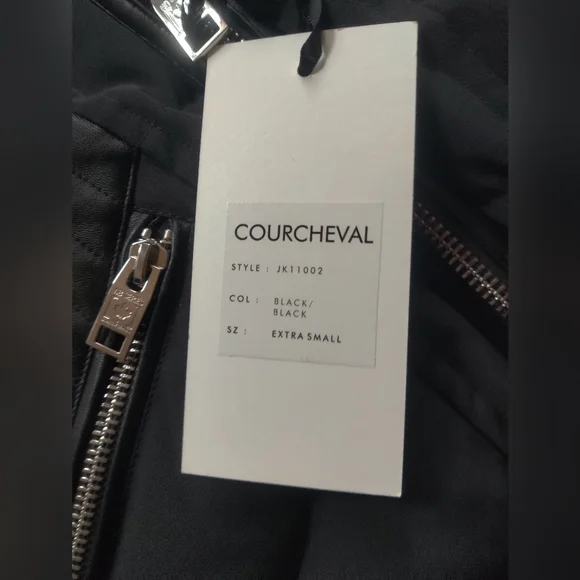 COURCHEVAL
STYLE : JK11002
COL : BLACK/
BLACK
SZ : EXTRA SMALL